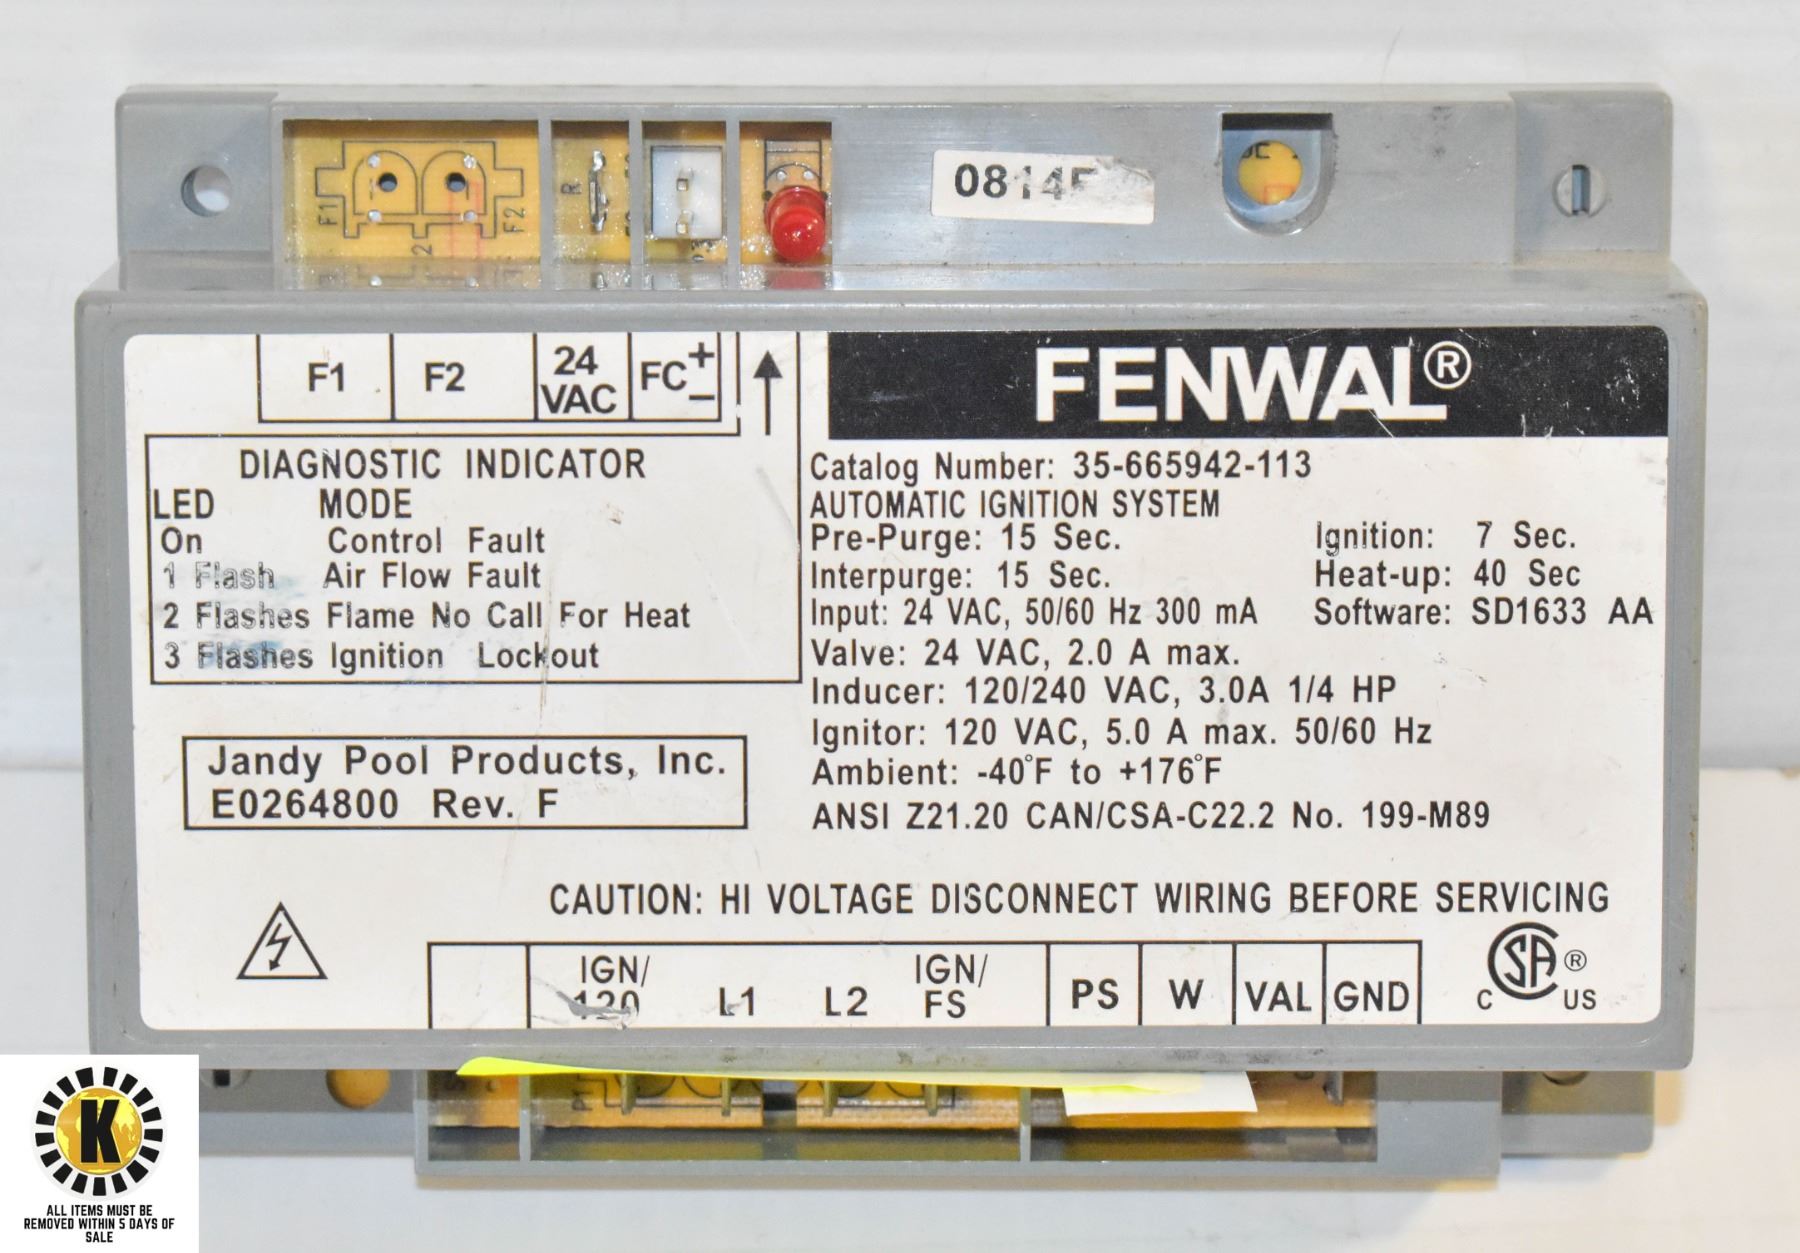 F1
2
F2
R
F1 F2 24 VAC FC + −
FENWAL®
DIAGNOSTIC INDICATOR
LED MODE
On Control Fault
1 Flash Air Flow Fault
2 Flashes Flame No Call For Heat
3 Flashes Ignition Lockout
Catalog Number: 35-665942-113
AUTOMATIC IGNITION SYSTEM
Pre-Purge: 15 Sec. Ignition: 7 Sec.
Interpurge: 15 Sec. Heat-up: 40 Sec
Input: 24 VAC, 50/60 Hz 300 mA Software: SD1633 AA
Valve: 24 VAC, 2.0 A max.
Inducer: 120/240 VAC, 3.0A 1/4 HP
Ignitor: 120 VAC, 5.0 A max. 50/60 Hz
Ambient: -40°F to +176°F
ANSI Z21.20 CAN/CSA-C22.2 No. 199-M89
Jandy Pool Products, Inc.
E0264800 Rev. F
CAUTION: HI VOLTAGE DISCONNECT WIRING BEFORE SERVICING
IGN/ 120 L1 L2 IGN/ FS PS W VAL GND
C SA ® US
P1
K
ALL ITEMS MUST BE
REMOVED WITHIN 5 DAYS OF
SALE